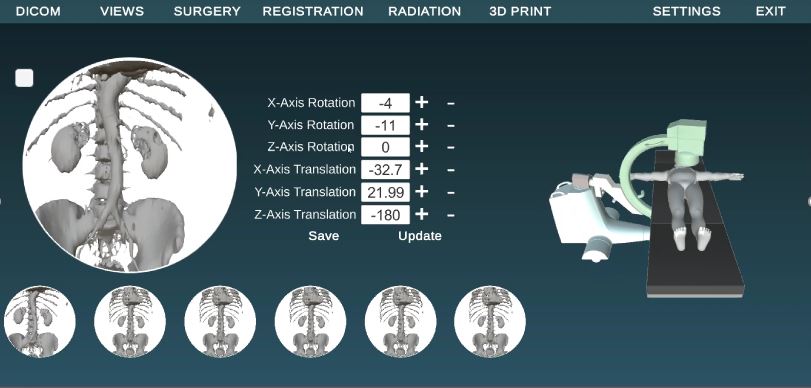 DICOM VIEWS SURGERY REGISTRATION RADIATION 3D PRINT SETTINGS EXIT
X-Axis Rotation -4 + -
Y-Axis Rotation -11 + -
Z-Axis Rotation 0 + -
X-Axis Translation -32.7 + -
Y-Axis Translation 21.99 + -
Z-Axis Translation -180 + -
Save Update